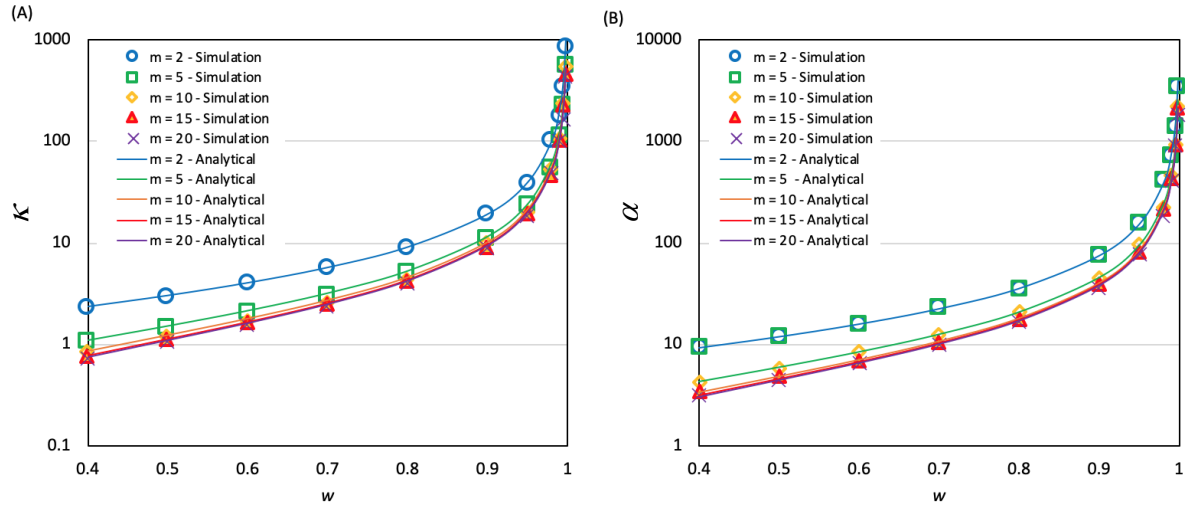 (A)
1000
100
10
1
0.1
κ
m = 2 - Simulation
m = 5 - Simulation
m = 10 - Simulation
m = 15 - Simulation
m = 20 - Simulation
m = 2 - Analytical
m = 5 - Analytical
m = 10 - Analytical
m = 15 - Analytical
m = 20 - Analytical
0.4 0.5 0.6 0.7 0.8 0.9 1
w
(B)
10000
1000
100
10
1
α
m = 2 - Simulation
m = 5 - Simulation
m = 10 - Simulation
m = 15 - Simulation
m = 20 - Simulation
m = 2 - Analytical
m = 5 - Analytical
m = 10 - Analytical
m = 15 - Analytical
m = 20 - Analytical
0.4 0.5 0.6 0.7 0.8 0.9 1
w